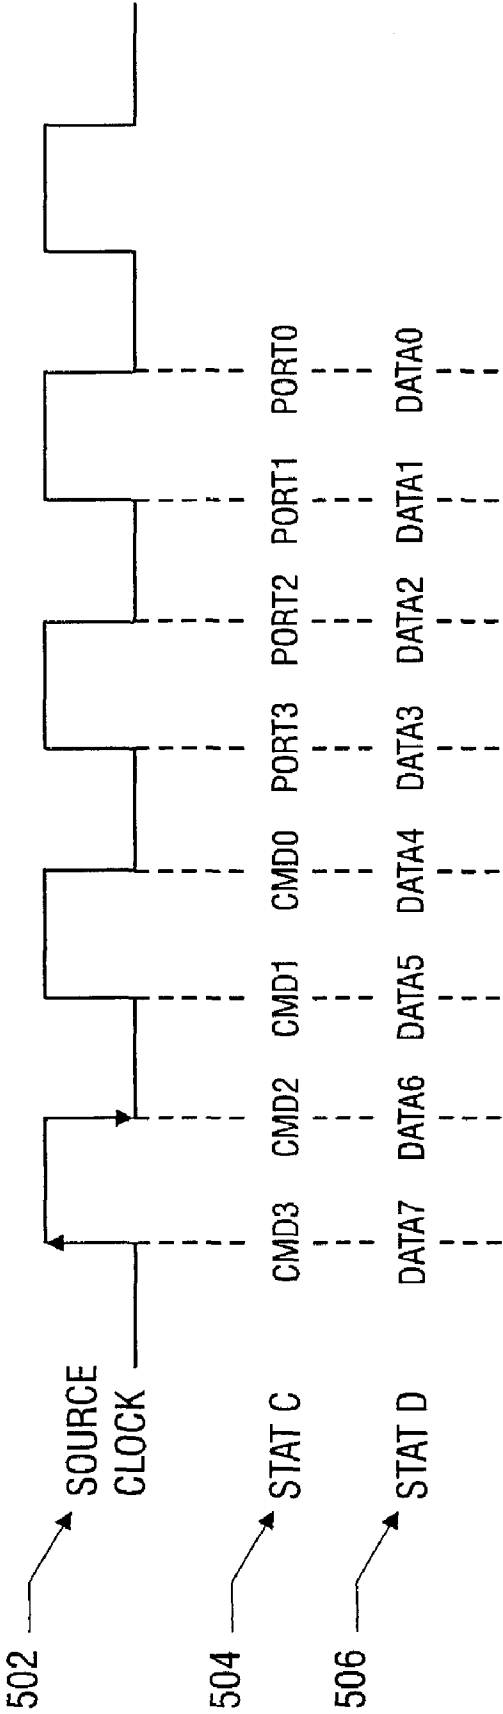 502
SOURCE
CLOCK
504
STAT C
CMD3 CMD2 CMD1 CMD0 PORT3 PORT2 PORT1 PORT0
506
STAT D
DATA7 DATA6 DATA5 DATA4 DATA3 DATA2 DATA1 DATA0